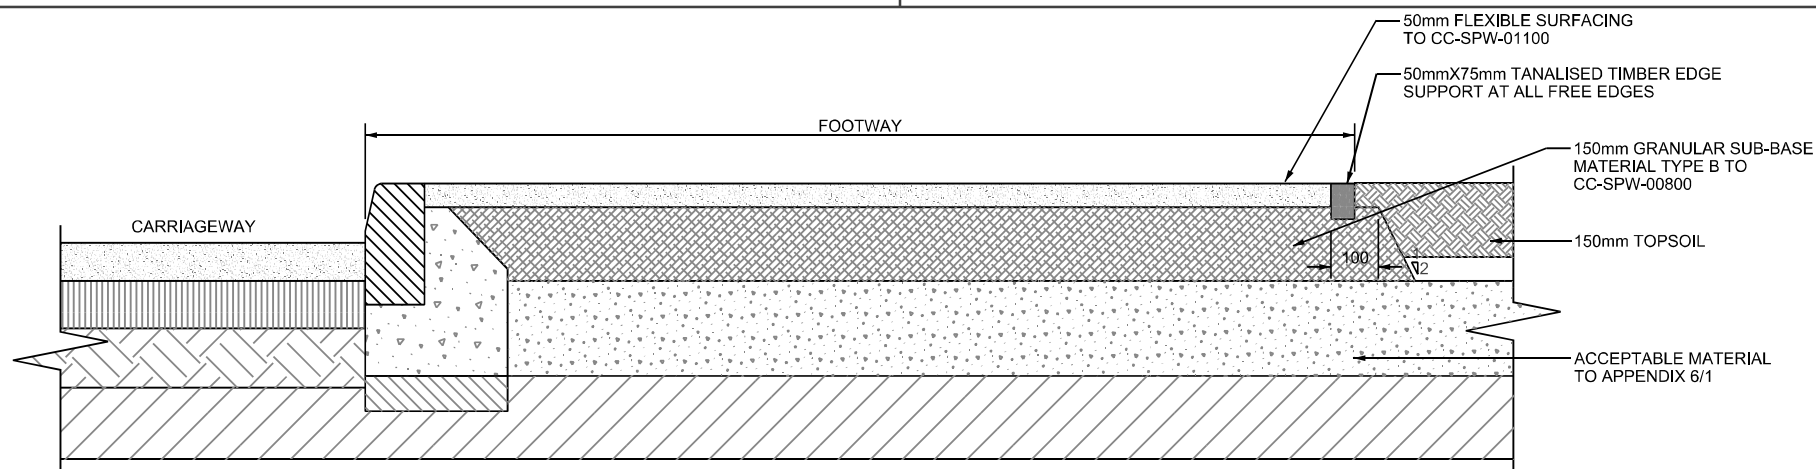 50mm FLEXIBLE SURFACING
TO CC-SPW-01100
50mmX75mm TANALISED TIMBER EDGE
SUPPORT AT ALL FREE EDGES
FOOTWAY
150mm GRANULAR SUB-BASE
MATERIAL TYPE B TO
CC-SPW-00800
CARRIAGEWAY
150mm TOPSOIL
100
1
2
ACCEPTABLE MATERIAL
TO APPENDIX 6/1